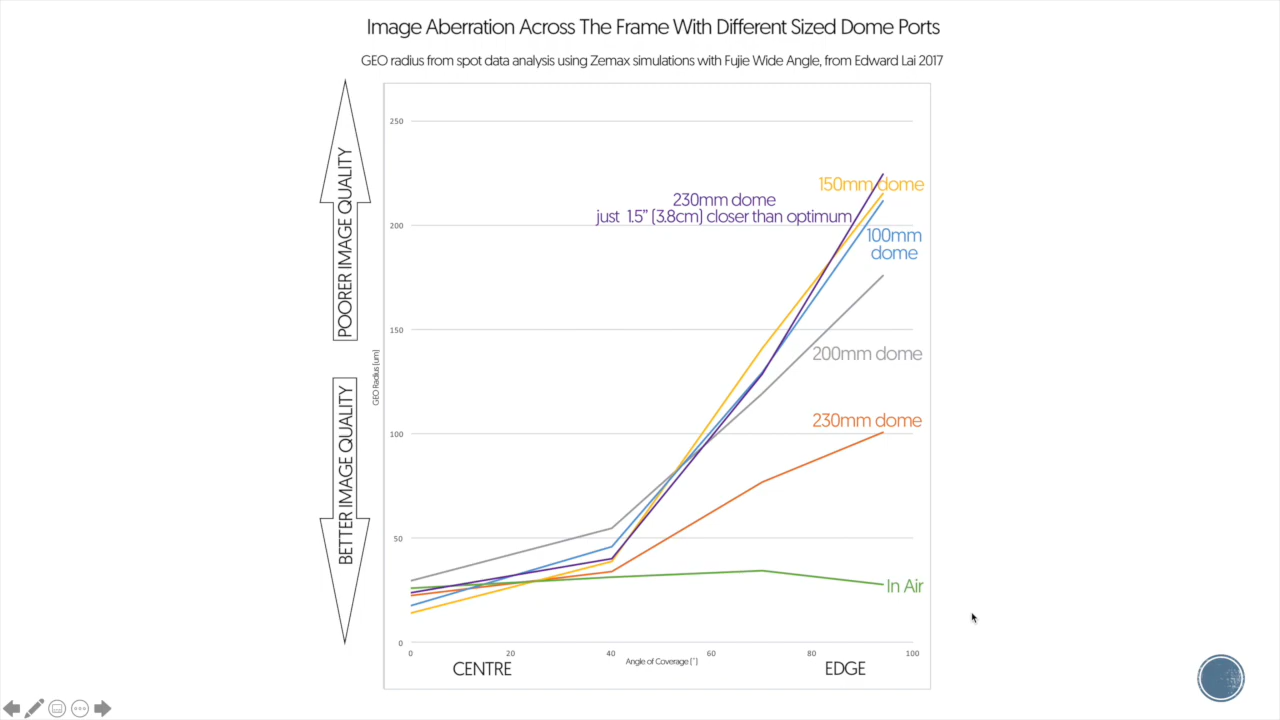 Image Aberration Across The Frame With Different Sized Dome Ports
GEO radius from spot data analysis using Zemax simulations with Fujie Wide Angle, from Edward Lai 2017
POORER IMAGE QUALITY
BETTER IMAGE QUALITY
GEO Radius (um)
250
200
150
100
50
0
150mm dome
230mm dome
just 1.5" (3.8cm) closer than optimum
100mm
dome
200mm dome
230mm dome
In Air
0
20
40
60
80
100
Angle of Coverage (°)
CENTRE
EDGE